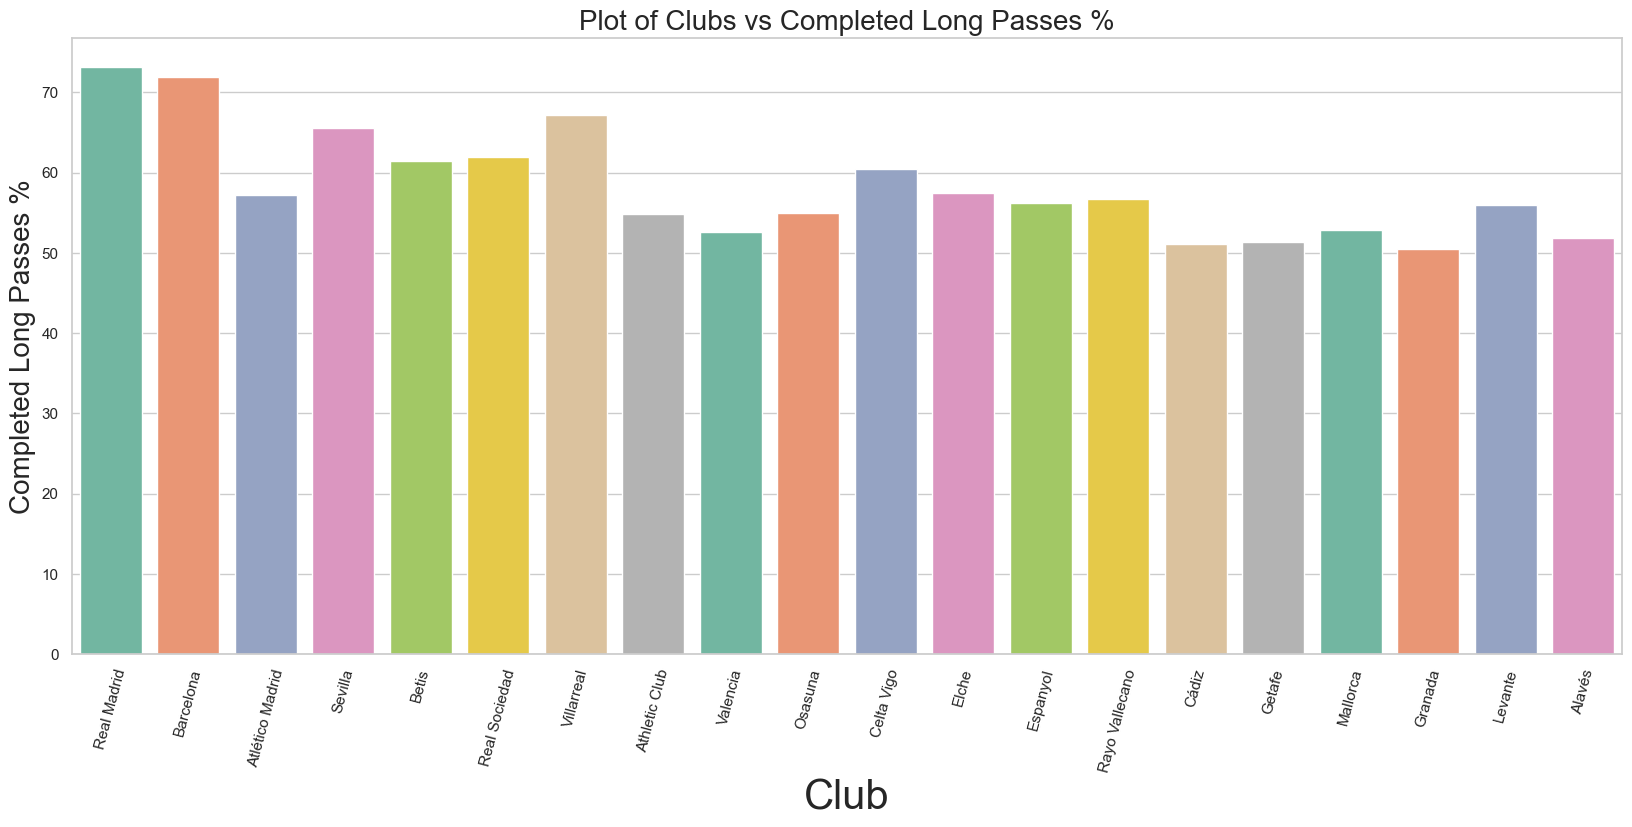 Plot of Clubs vs Completed Long Passes %
Completed Long Passes %
70
60
50
40
30
20
10
0
Real Madrid
Barcelona
Atlético Madrid
Sevilla
Betis
Real Sociedad
Villarreal
Athletic Club
Valencia
Osasuna
Celta Vigo
Elche
Espanyol
Rayo Vallecano
Cádiz
Getafe
Mallorca
Granada
Levante
Alavés
Club